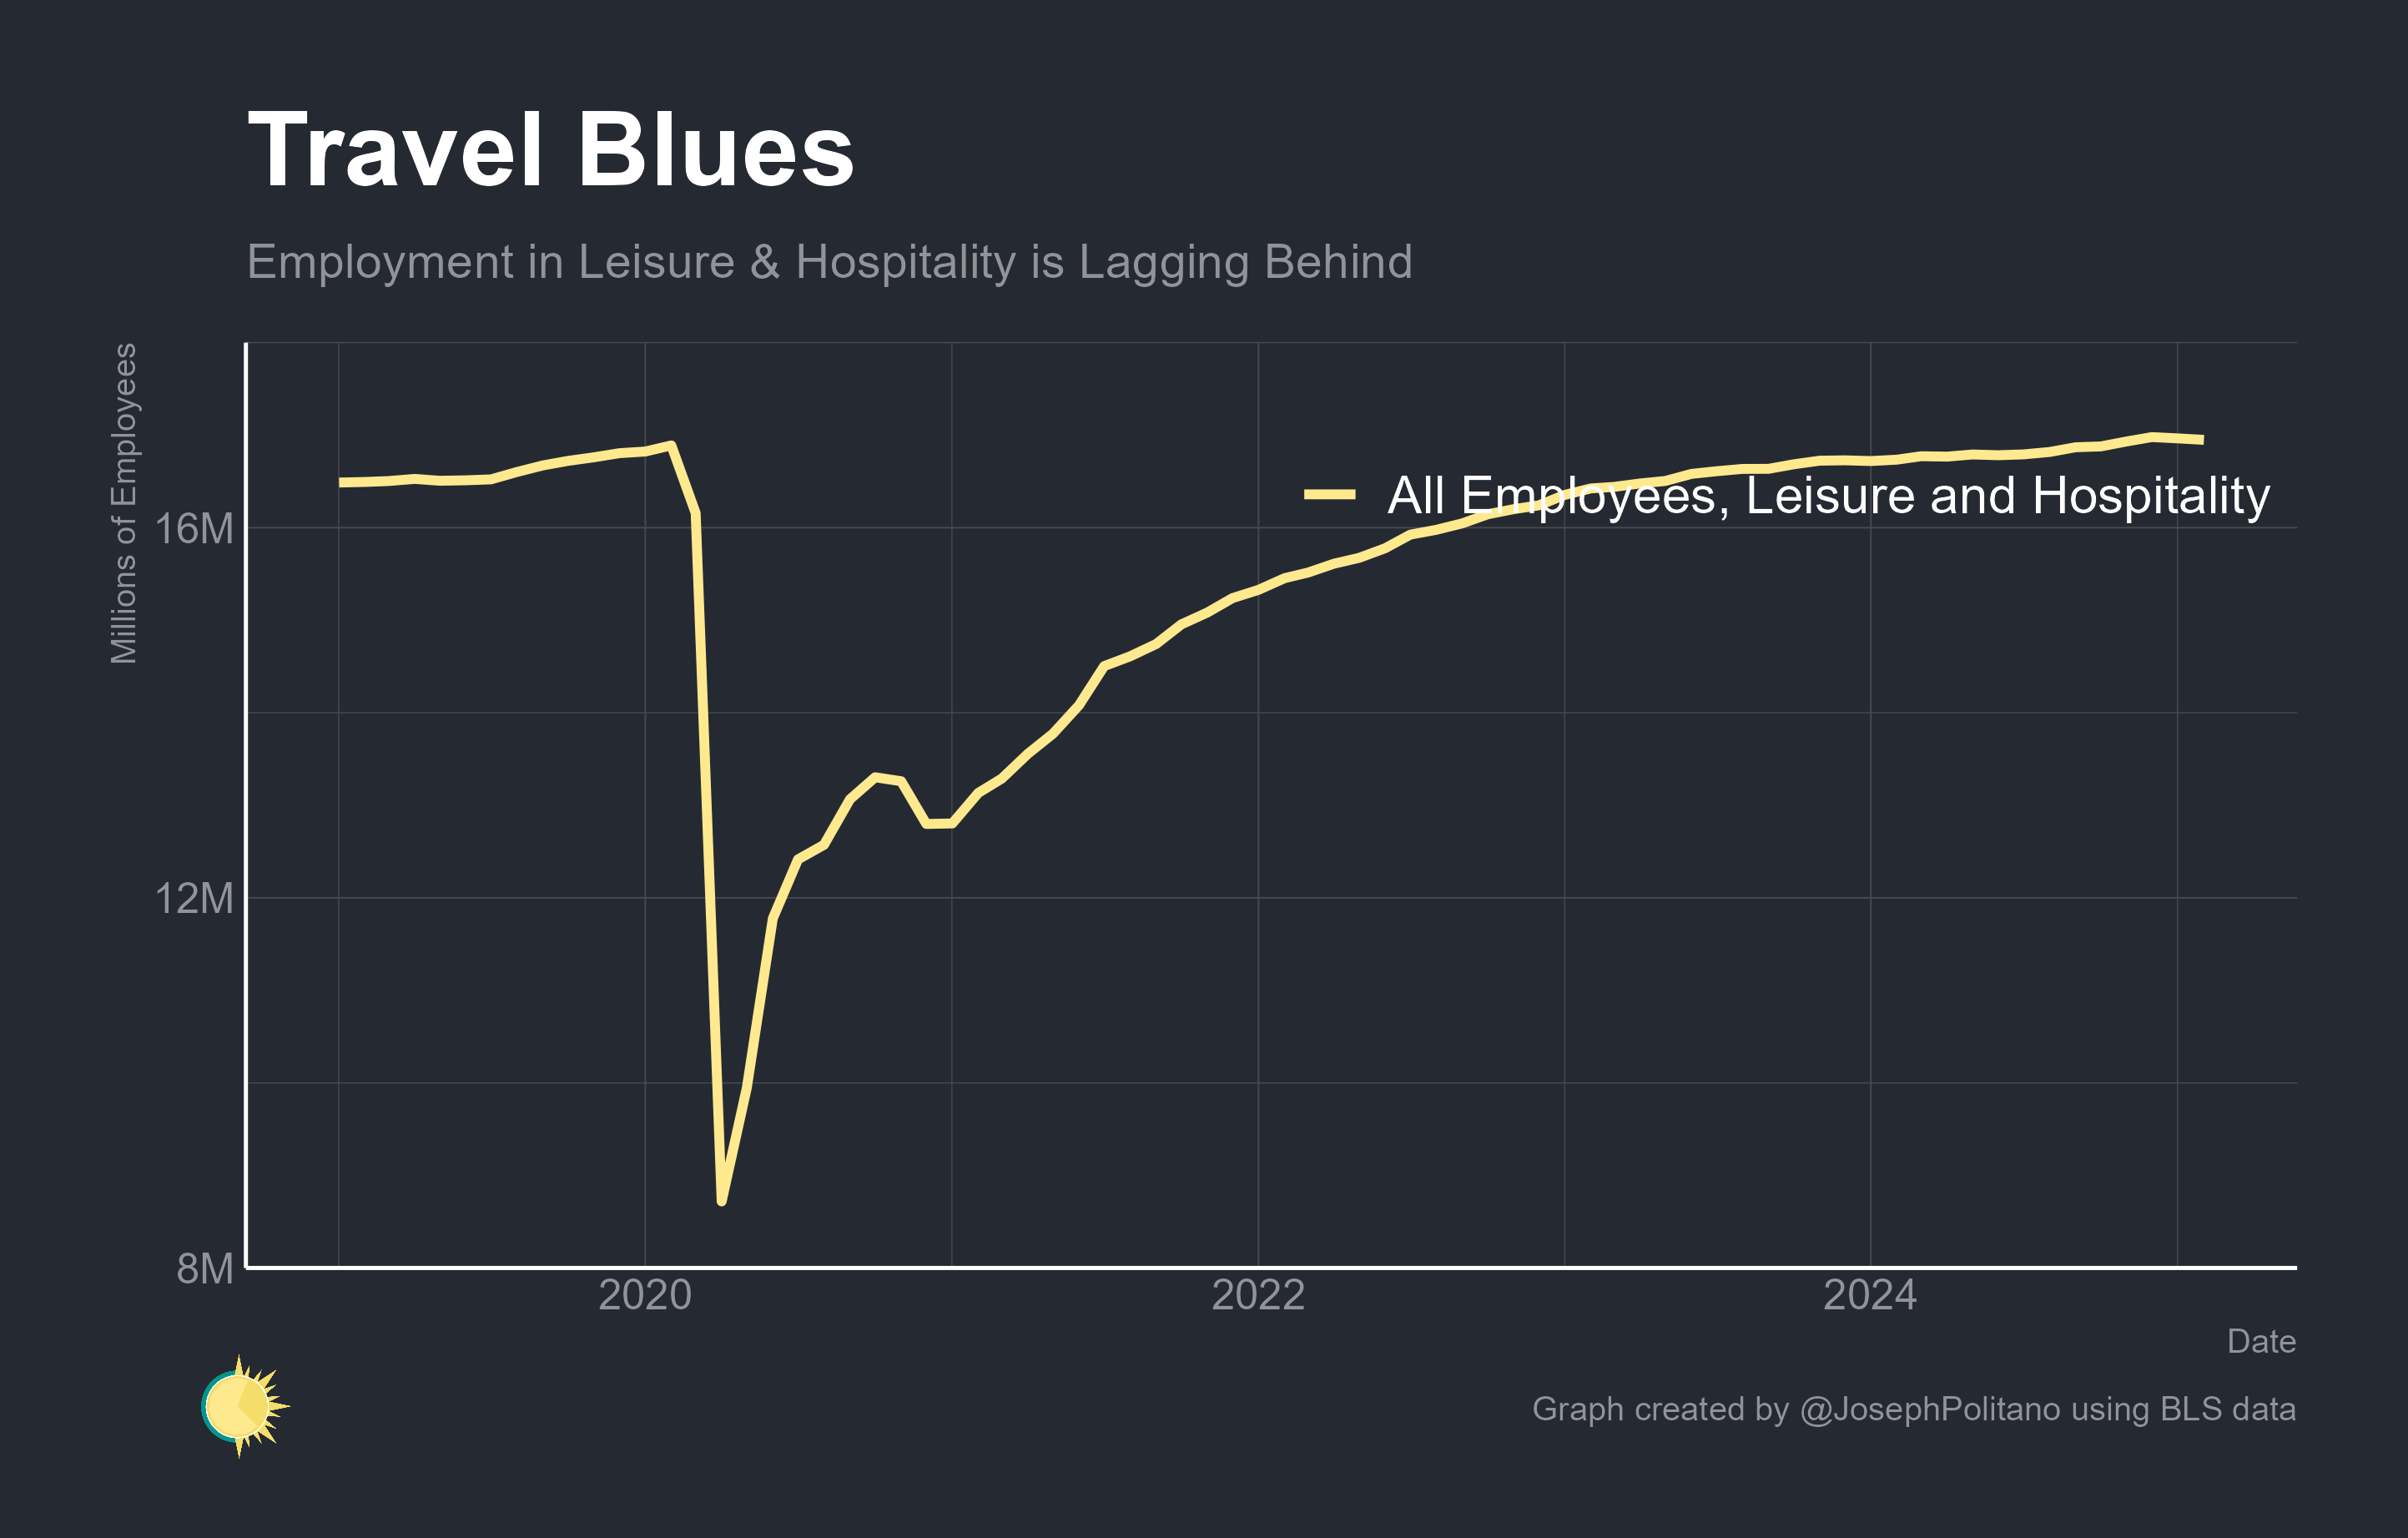 Travel Blues
Employment in Leisure & Hospitality is Lagging Behind
Millions of Employees
16M
12M
8M
All Employees, Leisure and Hospitality
2020
2022
2024
Date
Graph created by @JosephPolitano using BLS data